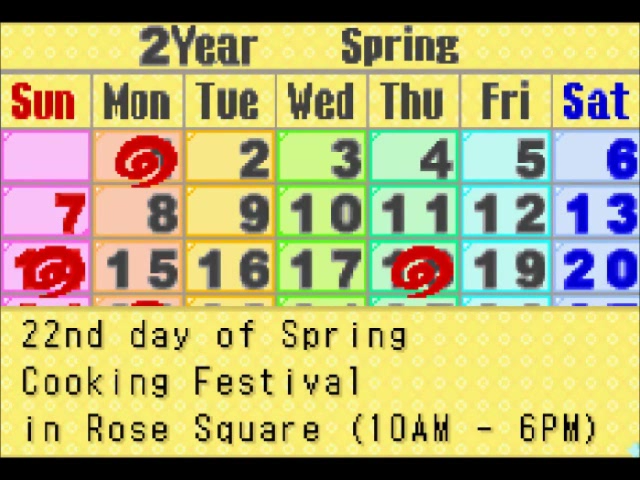 2Year Spring
Sun Mon Tue Wed Thu Fri Sat
2 3 4 5 6
7 8 9 10 11 12 13
15 16 17 19 20
22nd day of Spring
Cooking Festival
in Rose Square (10AM - 6PM)